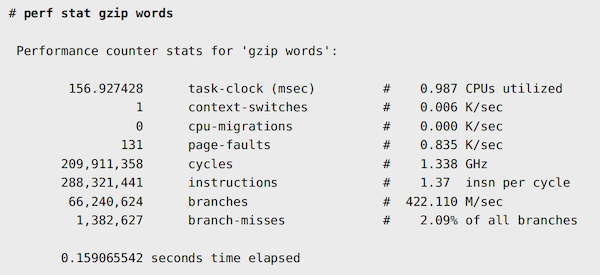 # perf stat gzip words
Performance counter stats for 'gzip words':
156.927428 task-clock (msec) # 0.987 CPUs utilized
1 context-switches # 0.006 K/sec
0 cpu-migrations # 0.000 K/sec
131 page-faults # 0.835 K/sec
209,911,358 cycles # 1.338 GHz
288,321,441 instructions # 1.37 insn per cycle
66,240,624 branches # 422.110 M/sec
1,382,627 branch-misses # 2.09% of all branches
0.159065542 seconds time elapsed